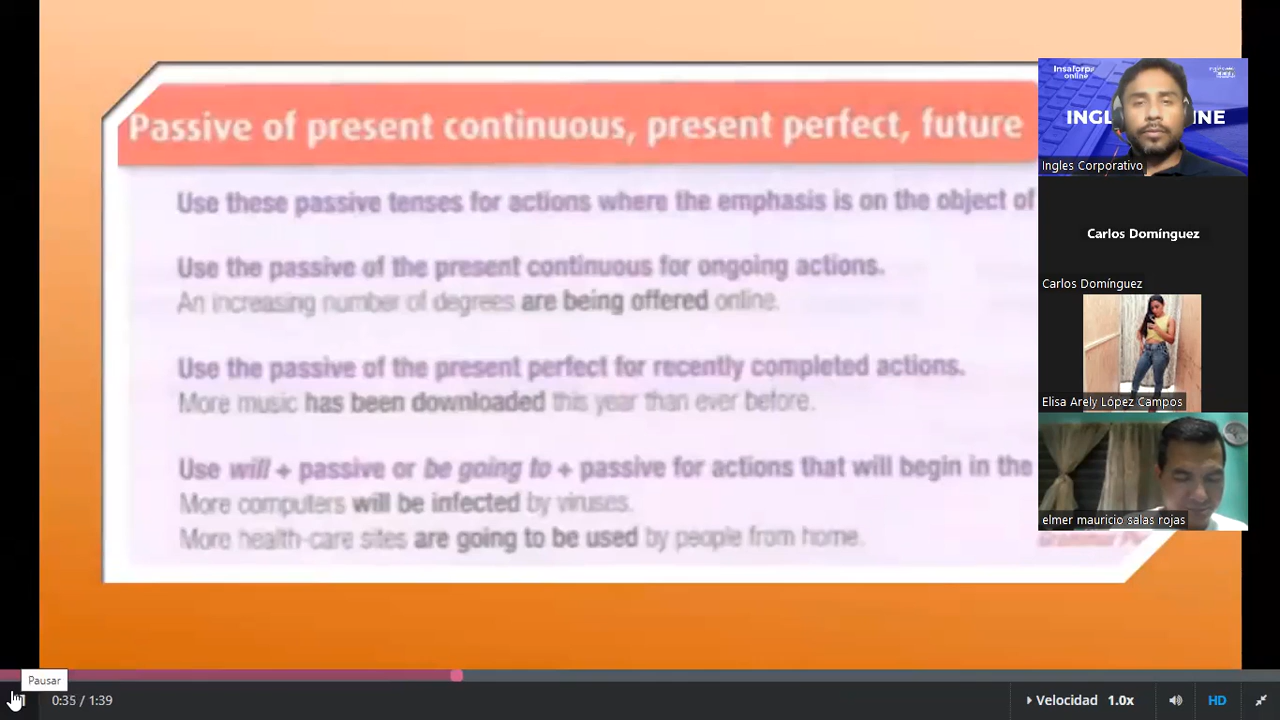 Passive of present continuous, present perfect, future
Use these passive tenses for actions where the emphasis is on the object of
Use the passive of the present continuous for ongoing actions.
An increasing number of degrees are being offered online.
Use the passive of the present perfect for recently completed actions.
More music has been downloaded this year than ever before.
Use will + passive or be going to + passive for actions that will begin in the
More computers will be infected by viruses.
More health-care sites are going to be used by people from home.
Insaforp
online
INGL NE
Ingles Corporativo
Carlos Domínguez
Carlos Domínguez
Elisa Arely López Campos
elmer mauricio salas rojas
Pausar
0:35 / 1:39
Velocidad 1.0x
HD